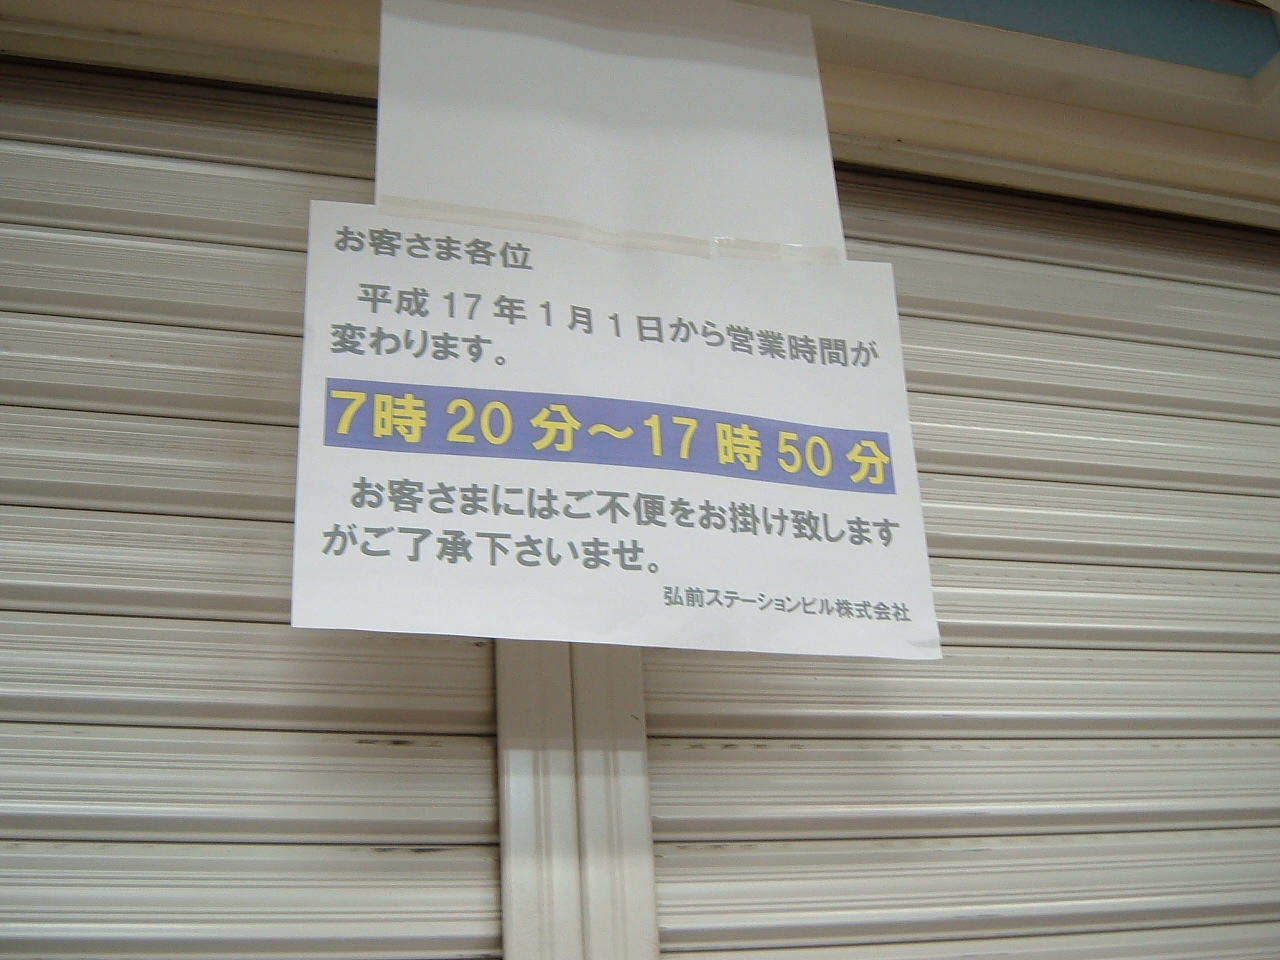 お客さま各位
平成17年1月1日から営業時間が
変わります。
7時20分～17時50分
お客さまにはご不便をお掛け致します
がご了承下さいませ。
弘前ステーションビル株式会社